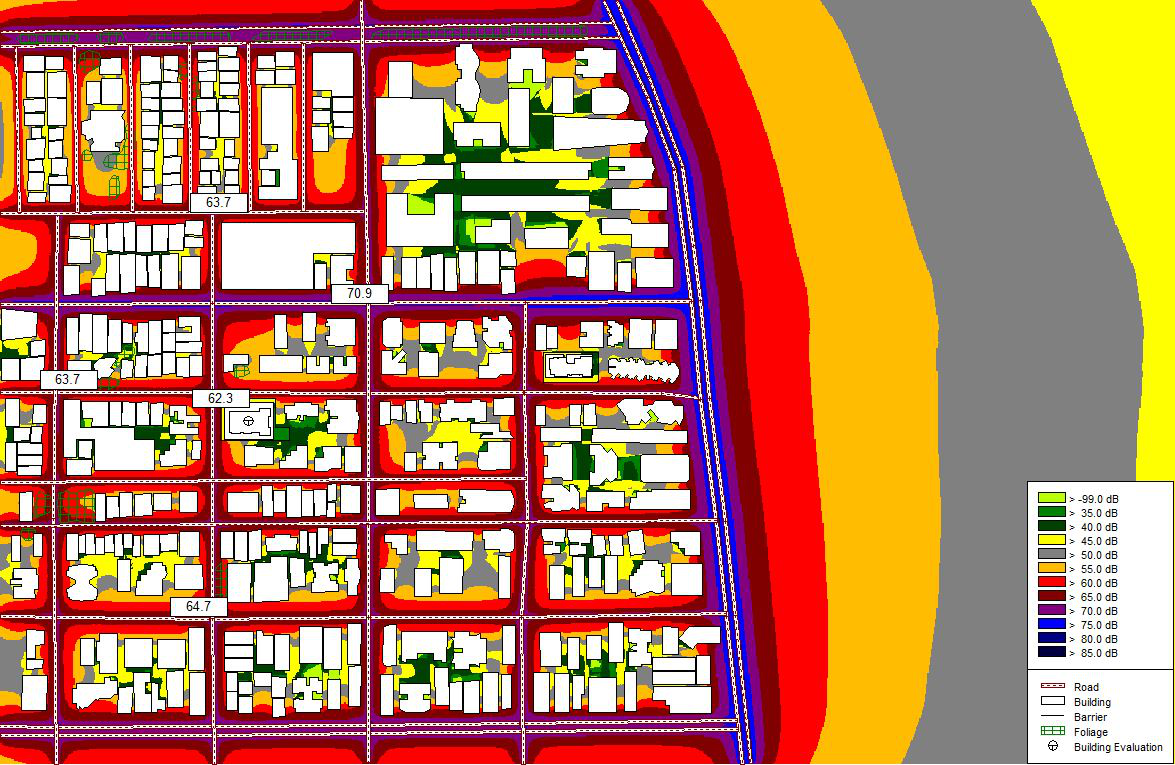 63.7
70.9
63.7
62.3
64.7
> -99.0 dB
> 35.0 dB
> 40.0 dB
> 45.0 dB
> 50.0 dB
> 55.0 dB
> 60.0 dB
> 65.0 dB
> 70.0 dB
> 75.0 dB
> 80.0 dB
> 85.0 dB
Road
Building
Barrier
Foliage
Building Evaluation